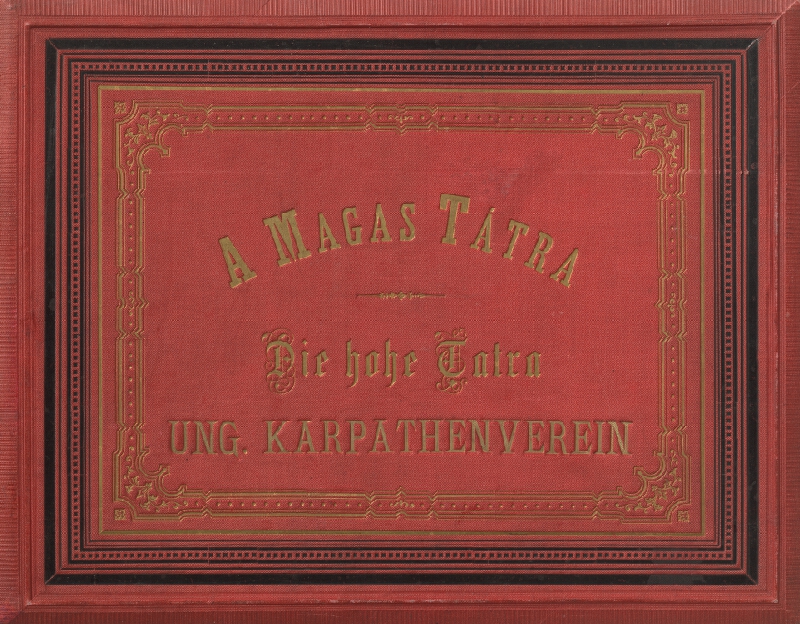 A MAGAS TÁTRA
Die hohe Tatra
UNG. KARPATHENVEREIN